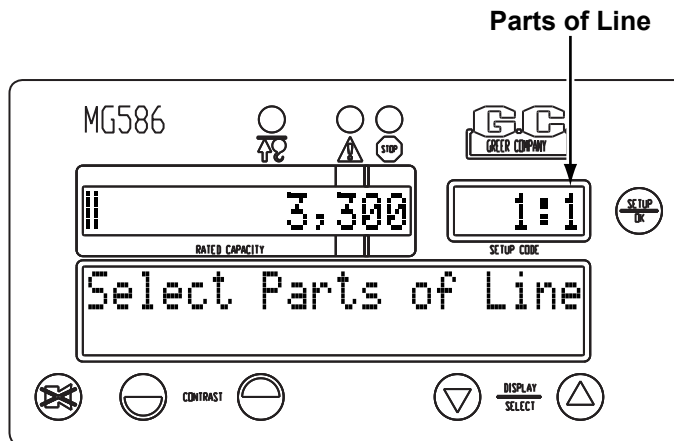 Parts of Line
MG586
STOP
G.C
GREER COMPANY
3,300
1:1
SETUP
OK
RATED CAPACITY
SETUP CODE
Select Parts of Line
CONTRAST
DISPLAY
SELECT